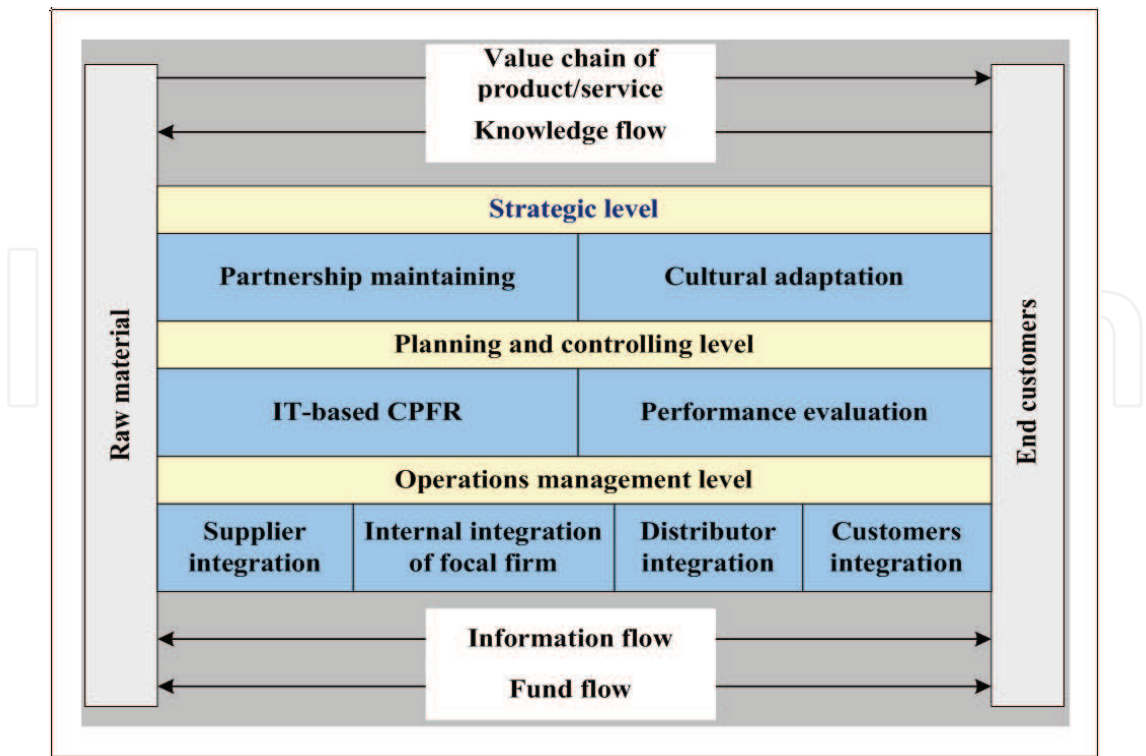 Value chain of
product/service
Knowledge flow
Raw material
End customers
Strategic level
Partnership maintaining
Cultural adaptation
Planning and controlling level
IT-based CPFR
Performance evaluation
Operations management level
Supplier
integration
Internal integration
of focal firm
Distributor
integration
Customers
integration
Information flow
Fund flow